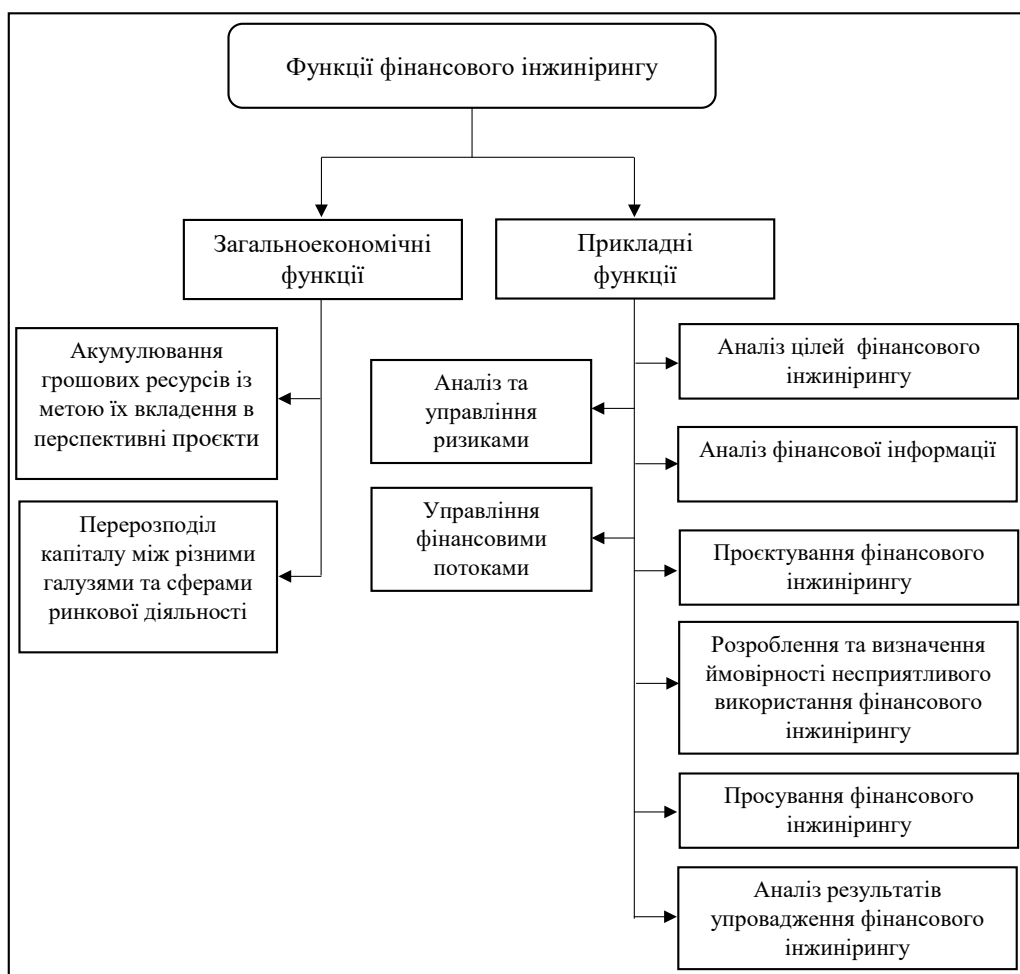 Функції фінансового інжинірингу
Загальноекономічні
функції
Прикладні
функції
Акумулювання
грошових ресурсів із
метою їх вкладення в
перспективні проєкти
Перерозподіл
капіталу між різними
галузями та сферами
ринкової діяльності
Аналіз та
управління
ризиками
Управління
фінансовими
потоками
Аналіз цілей фінансового
інжинірингу
Аналіз фінансової інформації
Проєктування фінансового
інжинірингу
Розроблення та визначення
ймовірності несприятливого
використання фінансового
інжинірингу
Просування фінансового
інжинірингу
Аналіз результатів
упровадження фінансового
інжинірингу